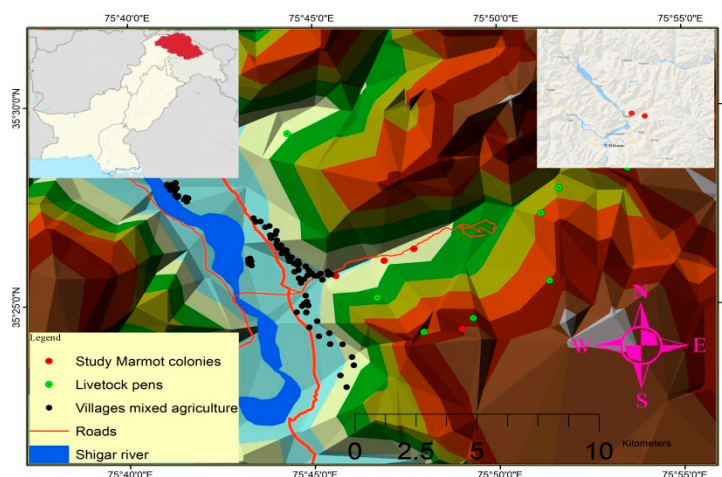 75°40'0"E 75°45'0"E 75°50'0"E 75°55'0"E
35°30'0"N
35°25'0"N
Legend
Study Marmot colonies
Livetock pens
Villages mixed agriculture
Roads
Shigar river
N
W E
S
0 2.5 5 10
Kilometers
75°40'0"E 75°45'0"E 75°50'0"E 75°55'0"E